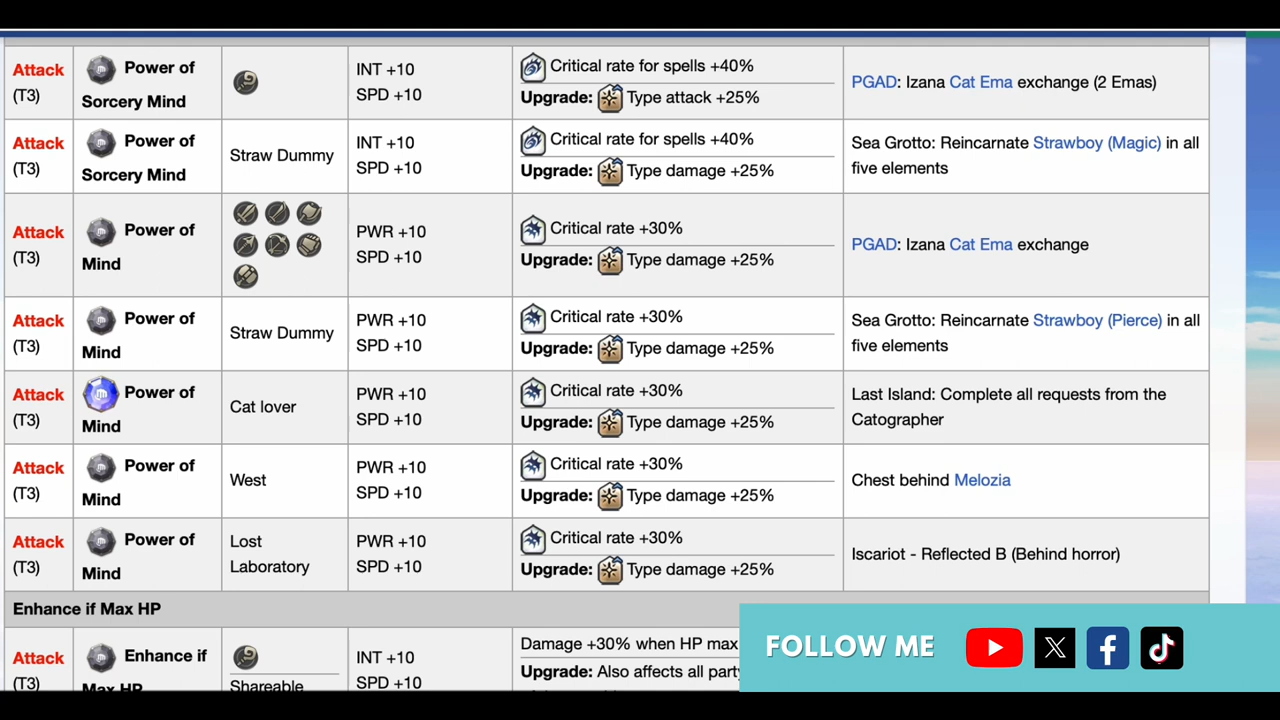 Attack (T3) Power of Sorcery Mind INT +10 SPD +10 Critical rate for spells +40% Upgrade: Type attack +25% PGAD: Izana Cat Ema exchange (2 Emas)
Attack (T3) Power of Sorcery Mind Straw Dummy INT +10 SPD +10 Critical rate for spells +40% Upgrade: Type damage +25% Sea Grotto: Reincarnate Strawboy (Magic) in all five elements
Attack (T3) Power of Mind PWR +10 SPD +10 Critical rate +30% Upgrade: Type damage +25% PGAD: Izana Cat Ema exchange
Attack (T3) Power of Mind Straw Dummy PWR +10 SPD +10 Critical rate +30% Upgrade: Type damage +25% Sea Grotto: Reincarnate Strawboy (Pierce) in all five elements
Attack (T3) Power of Mind Cat lover PWR +10 SPD +10 Critical rate +30% Upgrade: Type damage +25% Last Island: Complete all requests from the Catographer
Attack (T3) Power of Mind West PWR +10 SPD +10 Critical rate +30% Upgrade: Type damage +25% Chest behind Melozia
Attack (T3) Power of Mind Lost Laboratory PWR +10 SPD +10 Critical rate +30% Upgrade: Type damage +25% Iscariot - Reflected B (Behind horror)
Enhance if Max HP
Attack (T3) Enhance if Max HP Shareable INT +10 SPD +10 Damage +30% when HP max Upgrade: Also affects all party
FOLLOW ME